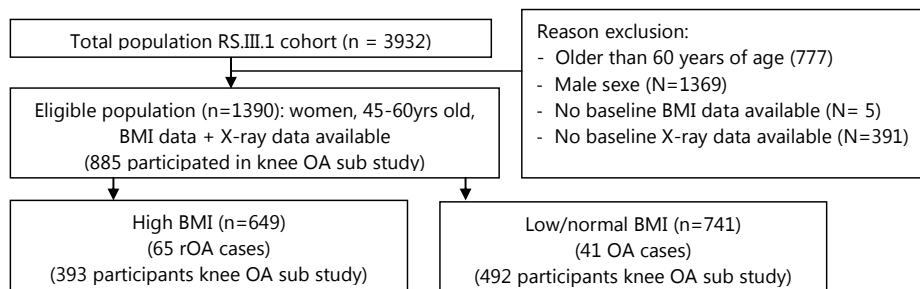 Total population RS.III.1 cohort (n = 3932)
Reason exclusion:
- Older than 60 years of age (777)
- Male sexe (N=1369)
- No baseline BMI data available (N= 5)
- No baseline X-ray data available (N=391)
Eligible population (n=1390): women, 45-60yrs old,
BMI data + X-ray data available
(885 participated in knee OA sub study)
High BMI (n=649)
(65 rOA cases)
(393 participants knee OA sub study)
Low/normal BMI (n=741)
(41 OA cases)
(492 participants knee OA sub study)